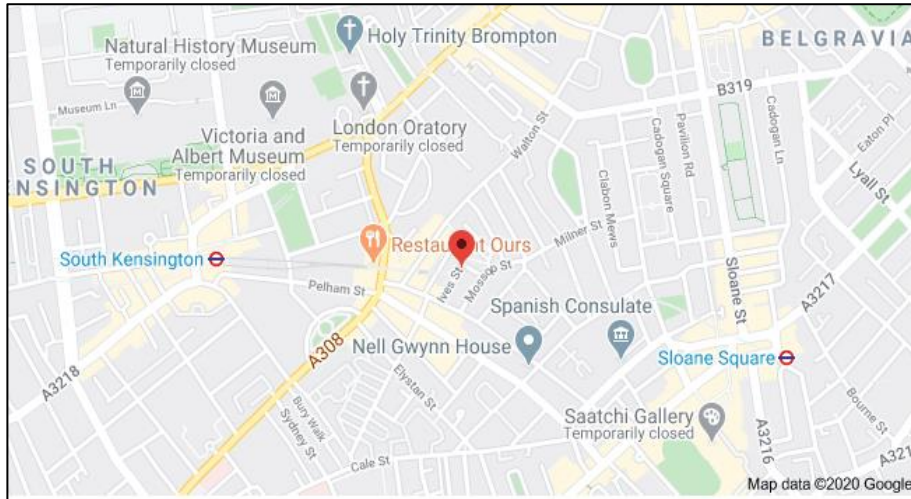 Holy Trinity Brompton
Natural History Museum
Temporarily closed
BELGRAVIA
B319
Museum Ln
London Oratory
Temporarily closed
Victoria and
Albert Museum
Temporarily closed
Walton St
Cadogan Square
Pavilion Rd
Cadogan Ln
Eaton Pl
Lyall St
SOUTH
ENSINGTON
Clabon Mews
Milner St
Restaurant Ours
South Kensington
Ives St
Mossop St
Pelham St
Spanish Consulate
Sloane St
A3217
A308
Nell Gwynn House
Sloane Square
A3218
Elystan St
Bury Walk
Sydney St
Saatchi Gallery
Temporarily closed
Bourne St
Cale St
A3216
A321
Map data ©2020 Google